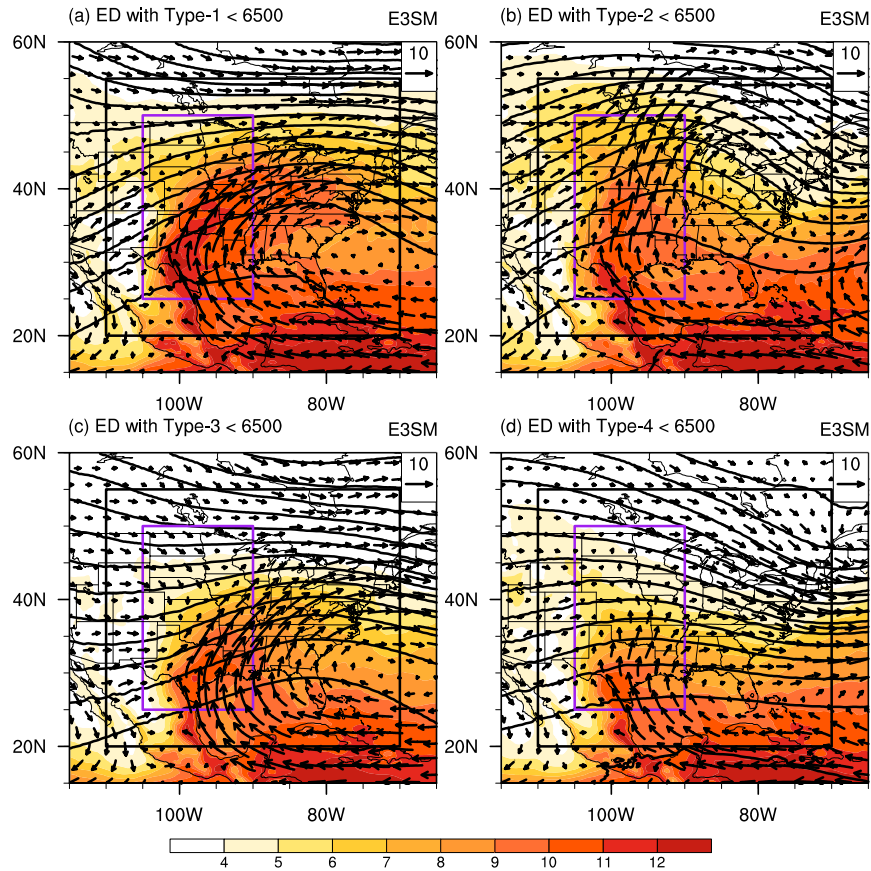 (a) ED with Type-1 < 6500 E3SM
(b) ED with Type-2 < 6500 E3SM
60N 10 60N 10
40N 40N
20N 20N
100W 80W 100W 80W
(c) ED with Type-3 < 6500 E3SM
(d) ED with Type-4 < 6500 E3SM
60N 10 60N 10
40N 40N
20N 20N
100W 80W 100W 80W
4 5 6 7 8 9 10 11 12